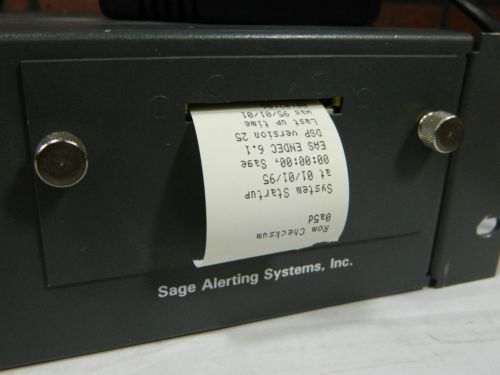 Rom Checksum
0a5d
System Startup
at 01/01/95
00:00:00, Sage
EAS ENDEC 6.1
DSP version 25
Last up time
was 95/01/01
Sage Alerting Systems, Inc.